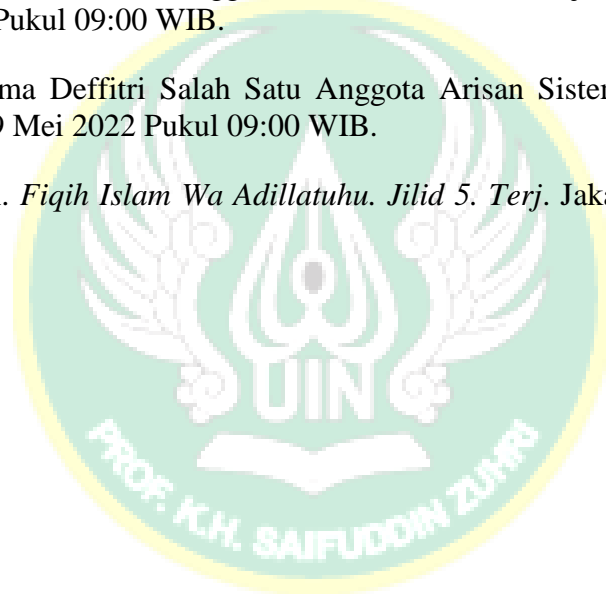 Pukul 09:00 WIB.
ma Deffitri Salah Satu Anggota Arisan Sistem
9 Mei 2022 Pukul 09:00 WIB.
. Fiqih Islam Wa Adillatuhu. Jilid 5. Terj. Jaka
UIN
PROF. K.H. SAIFUDDIN ZUHRI